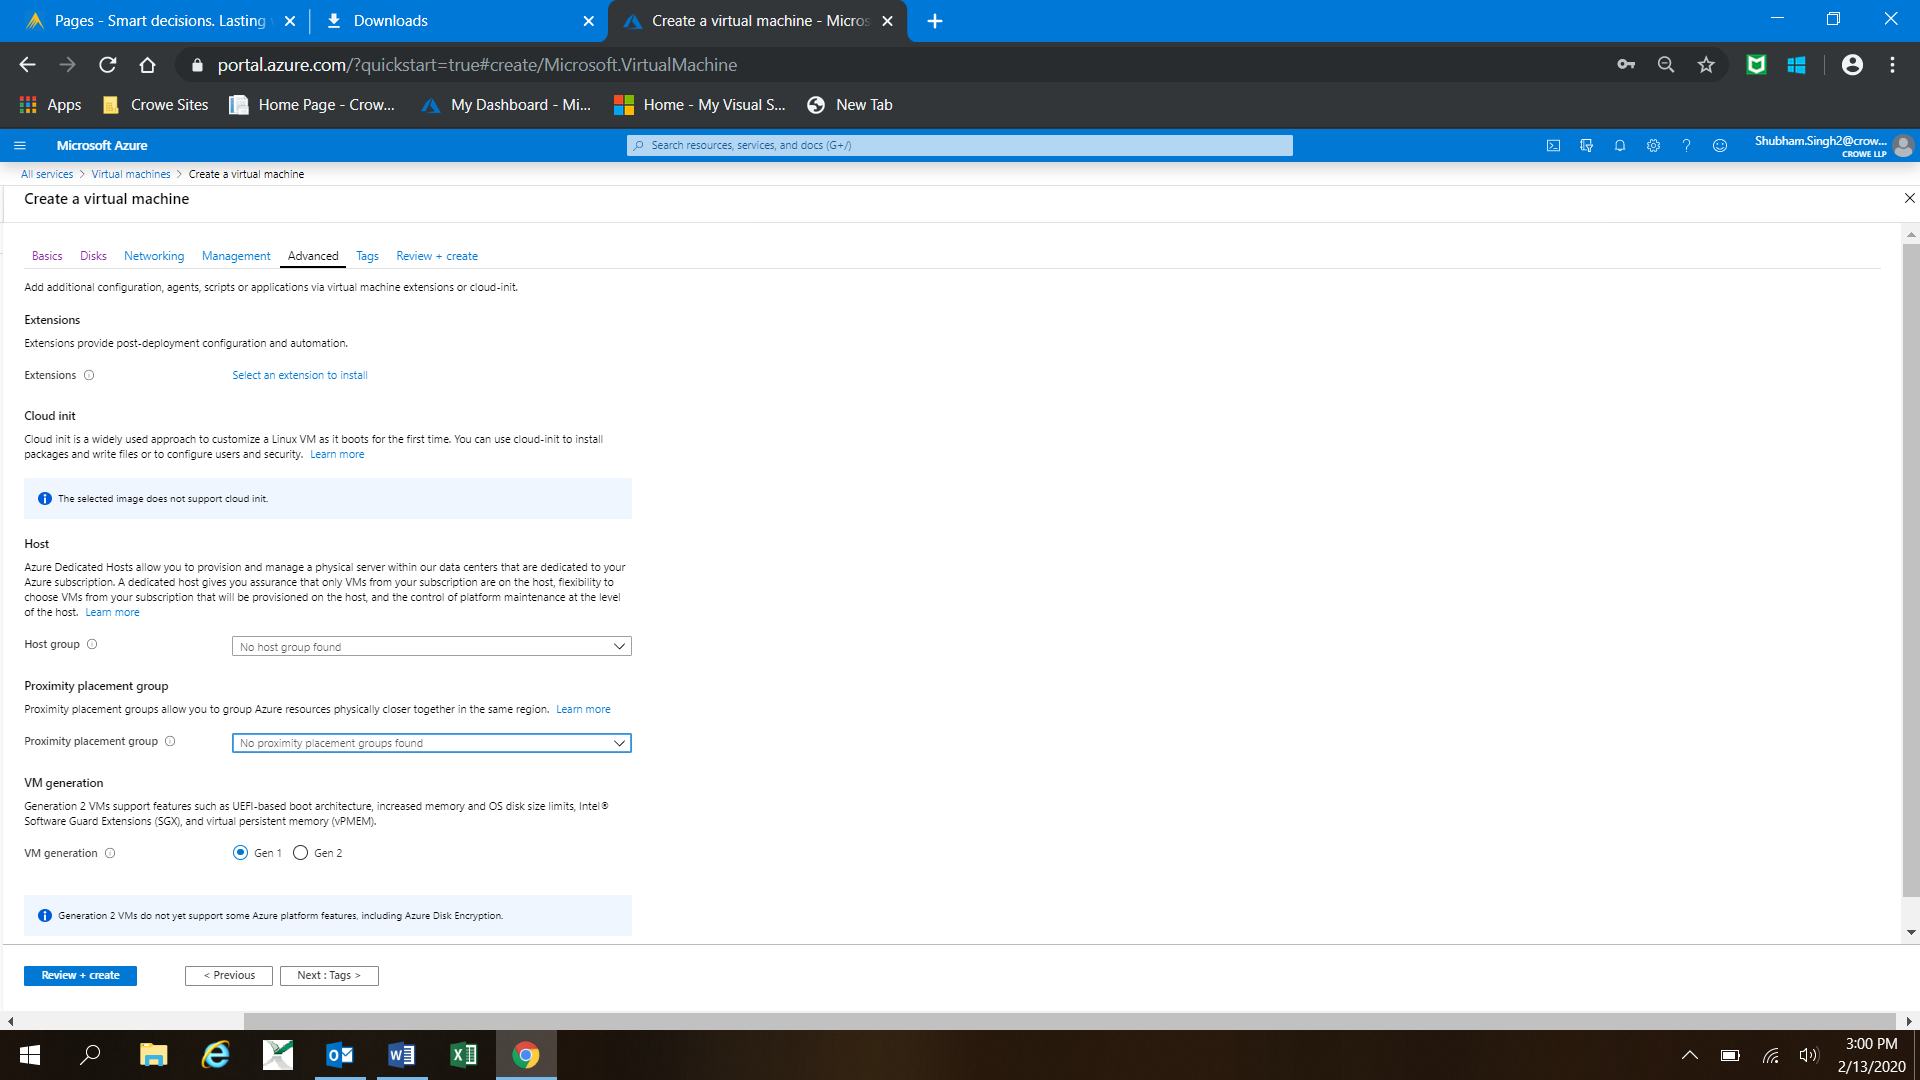 Pages - Smart decisions. Lasting
Downloads
Create a virtual machine - Micros
portal.azure.com/?quickstart=true#create/Microsoft.VirtualMachine
Apps
Crowe Sites
Home Page - Crow...
My Dashboard - Mi...
Home - My Visual S...
New Tab
Microsoft Azure
Search resources, services, and docs (G+/)
Shubham.Singh2@crow...
CROWE LLP
All services > Virtual machines > Create a virtual machine
Create a virtual machine
Basics Disks Networking Management Advanced Tags Review + create
Add additional configuration, agents, scripts or applications via virtual machine extensions or cloud-init.
Extensions
Extensions provide post-deployment configuration and automation.
Extensions
Select an extension to install
Cloud init
Cloud init is a widely used approach to customize a Linux VM as it boots for the first time. You can use cloud-init to install
packages and write files or to configure users and security. Learn more
The selected image does not support cloud init.
Host
Azure Dedicated Hosts allow you to provision and manage a physical server within our data centers that are dedicated to your
Azure subscription. A dedicated host gives you assurance that only VMs from your subscription are on the host, flexibility to
choose VMs from your subscription that will be provisioned on the host, and the control of platform maintenance at the level
of the host. Learn more
Host group
No host group found
Proximity placement group
Proximity placement groups allow you to group Azure resources physically closer together in the same region. Learn more
Proximity placement group
No proximity placement groups found
VM generation
Generation 2 VMs support features such as UEFI-based boot architecture, increased memory and OS disk size limits, Intel®
Software Guard Extensions (SGX), and virtual persistent memory (vPMEM).
VM generation
Gen 1 Gen 2
Generation 2 VMs do not yet support some Azure platform features, including Azure Disk Encryption.
Review + create
< Previous
Next : Tags >
3:00 PM
2/13/2020